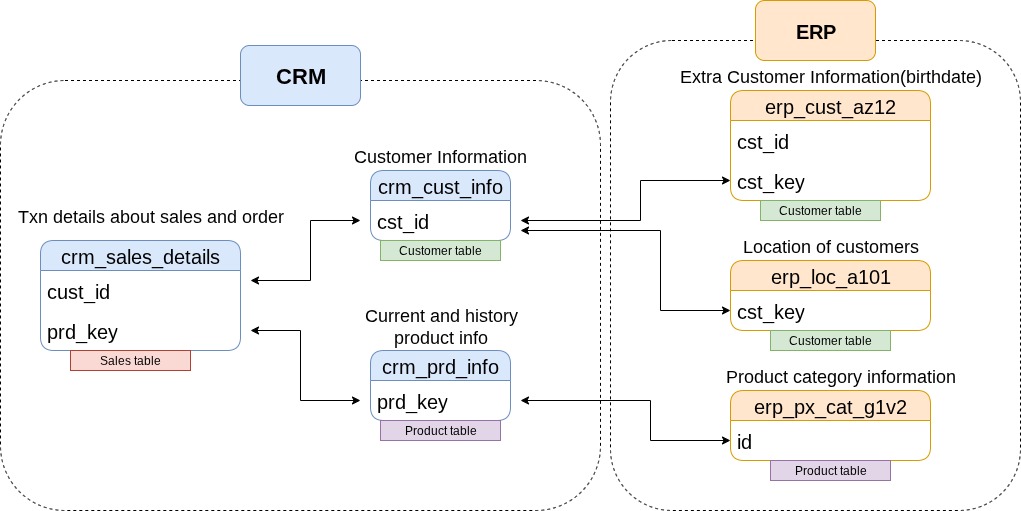 CRM
Txn details about sales and order
crm_sales_details
cust_id
prd_key
Sales table
Customer Information
crm_cust_info
cst_id
Customer table
Current and history
product info
crm_prd_info
prd_key
Product table
ERP
Extra Customer Information(birthdate)
erp_cust_az12
cst_id
cst_key
Customer table
Location of customers
erp_loc_a101
cst_key
Customer table
Product category information
erp_px_cat_g1v2
id
Product table